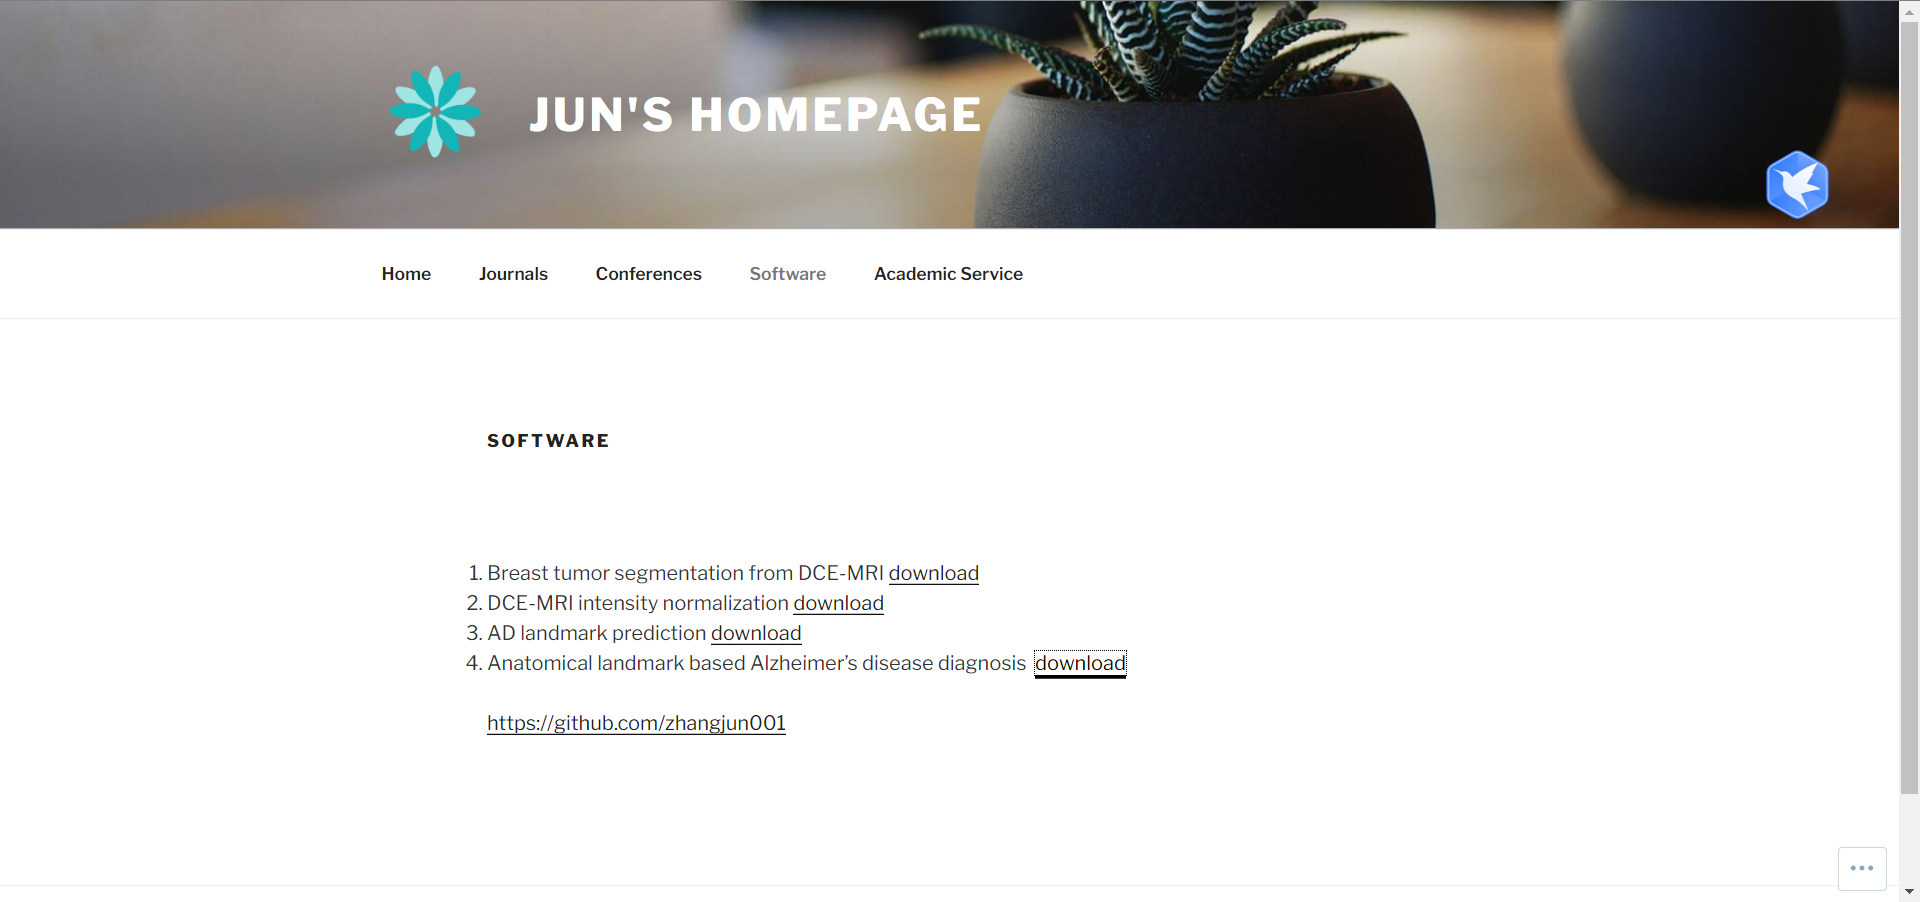 JUN'S HOMEPAGE
Home Journals Conferences Software Academic Service
SOFTWARE
1. Breast tumor segmentation from DCE-MRI download
2. DCE-MRI intensity normalization download
3. AD landmark prediction download
4. Anatomical landmark based Alzheimer’s disease diagnosis download
https://github.com/zhangjun001